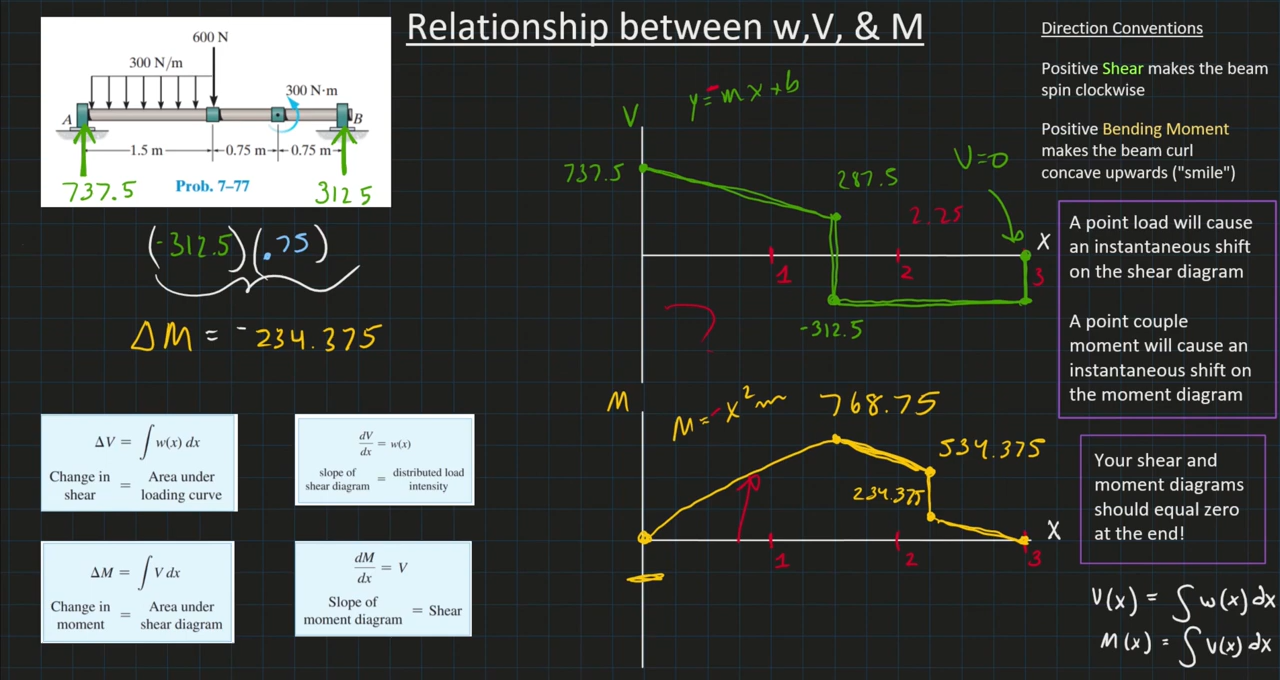 Relationship between w,V, & M
600 N
300 N/m
300 N·m
A
B
1.5 m
0.75 m
0.75 m
737.5
Prob. 7–77
312.5
(-312.5)(.75)
ΔM = -234.375
ΔV = ∫ w(x) dx
Change in shear = Area under loading curve
dV/dx = w(x)
slope of shear diagram = distributed load intensity
ΔM = ∫ V dx
Change in moment = Area under shear diagram
dM/dx = V
Slope of moment diagram = Shear
y = mx + b
V
737.5
287.5
V=0
2.25
X
1
2
3
-312.5
?
M
M = -x² m
768.75
534.375
234.375
X
1
2
3
Direction Conventions
Positive Shear makes the beam
spin clockwise
Positive Bending Moment
makes the beam curl
concave upwards ("smile")
A point load will cause
an instantaneous shift
on the shear diagram
A point couple
moment will cause an
instantaneous shift on
the moment diagram
Your shear and
moment diagrams
should equal zero
at the end!
V(x) = ∫ w(x) dx
M(x) = ∫ V(x) dx